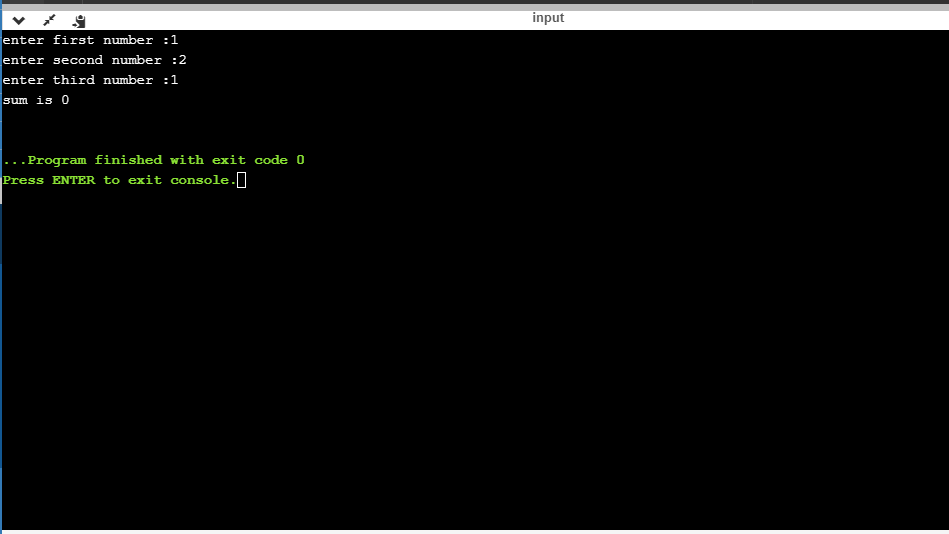 input
enter first number :1
enter second number :2
enter third number :1
sum is 0
...Program finished with exit code 0
Press ENTER to exit console.